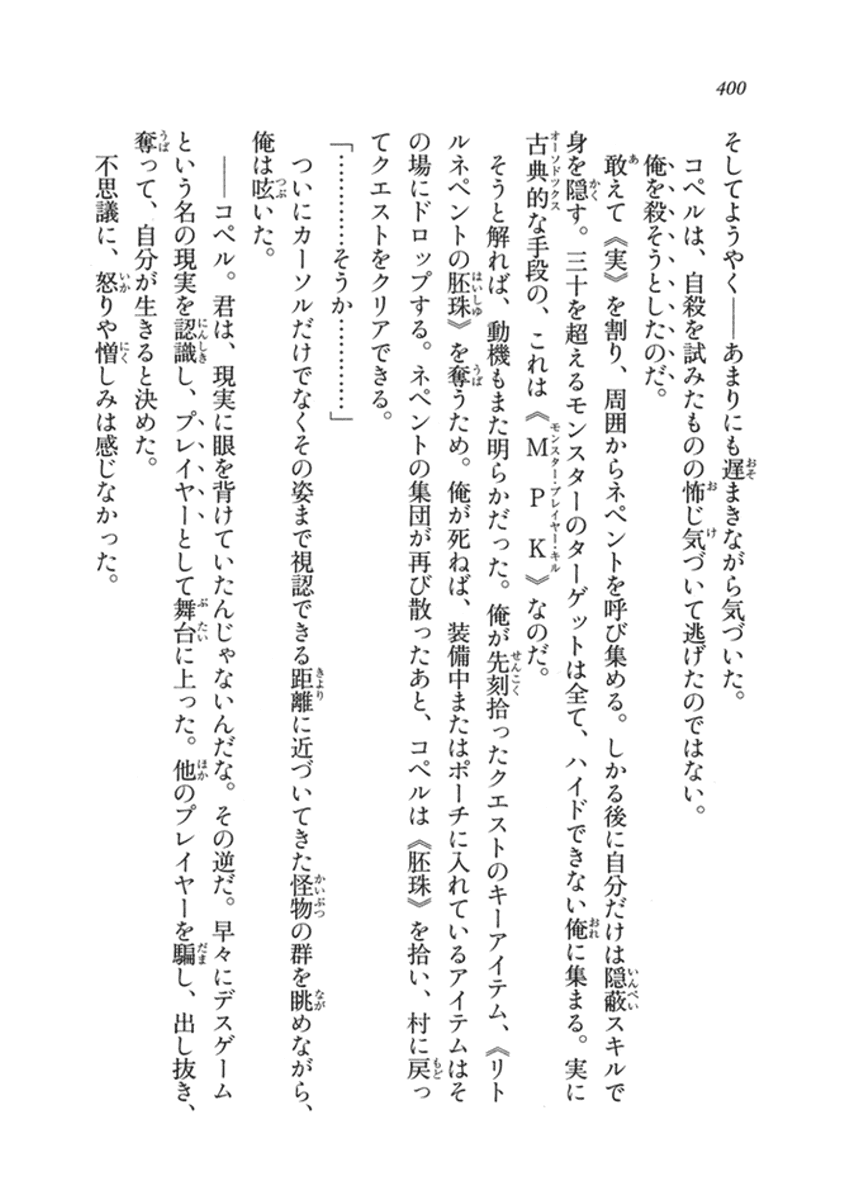 400
そしてようやく――あまりにも遅まきながら気づいた。
コペルは、自殺を試みたものの怖じ気づいて逃げたのではない。
俺を殺そうとしたのだ。
敢えて《実》を割り、周囲からネペントを呼び集める。しかる後に自分だけは隠蔽スキルで
身を隠す。三十を超えるモンスターのターゲットは全て、ハイドできない俺に集まる。実に
古典的な手段の、これは《ＭＰＫ》なのだ。
そうと解れば、動機もまた明らかだった。俺が先刻拾ったクエストのキーアイテム、《リト
ルネペントの胚珠》を奪うため。俺が死ねば、装備中またはポーチに入れているアイテムはそ
の場にドロップする。ネペントの集団が再び散ったあと、コペルは《胚珠》を拾い、村に戻っ
てクエストをクリアできる。
「…………そうか…………」
ついにカーソルだけでなくその姿まで視認できる距離に近づいてきた怪物の群を眺めながら、
俺は呟いた。
――コペル。君は、現実に眼を背けていたんじゃないんだな。その逆だ。早々にデスゲーム
という名の現実を認識し、プレイヤーとして舞台に上った。他のプレイヤーを騙し、出し抜き、
奪って、自分が生きると決めた。
不思議に、怒りや憎しみは感じなかった。